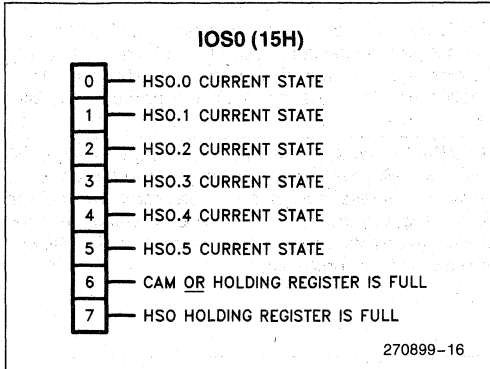 IOS0 (15H)
0 HSO.0 CURRENT STATE
1 HSO.1 CURRENT STATE
2 HSO.2 CURRENT STATE
3 HSO.3 CURRENT STATE
4 HSO.4 CURRENT STATE
5 HSO.5 CURRENT STATE
6 CAM OR HOLDING REGISTER IS FULL
7 HSO HOLDING REGISTER IS FULL
270899-16